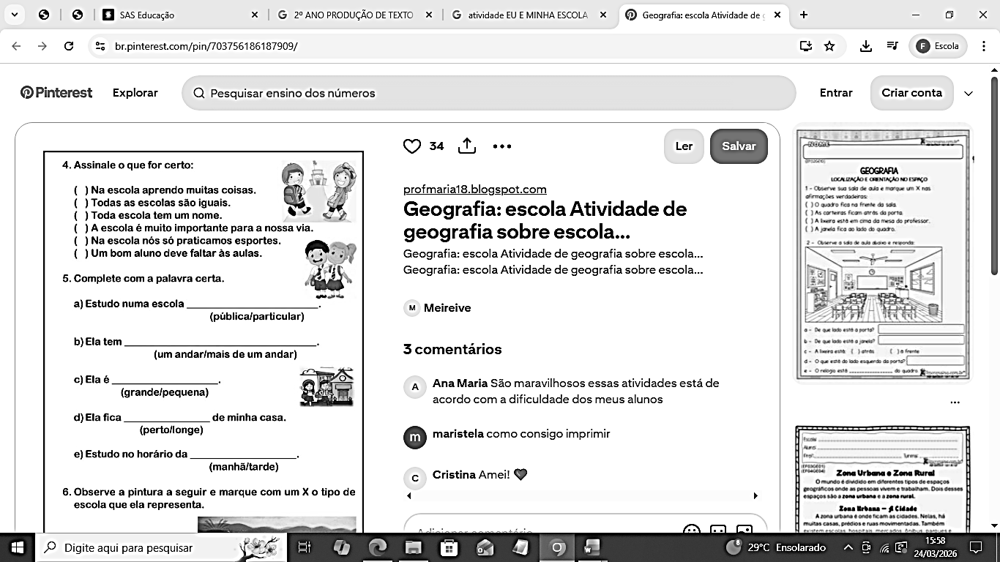 SAS Educação
2º ANO PRODUÇÃO DE TEXTO
atividade EU E MINHA ESCOLA
Geografia: escola Atividade de g
br.pinterest.com/pin/703756186187909/
F Escola
Pinterest
Explorar
Pesquisar ensino dos números
Entrar
Criar conta
4. Assinale o que for certo:
( ) Na escola aprendo muitas coisas.
( ) Todas as escolas são iguais.
( ) Toda escola tem um nome.
( ) A escola é muito importante para a nossa via.
( ) Na escola nós só praticamos esportes.
( ) Um bom aluno deve faltar às aulas.
5. Complete com a palavra certa.
a) Estudo numa escola ______________________.
(pública/particular)
b) Ela tem ________________________________.
(um andar/mais de um andar)
c) Ela é __________________.
(grande/pequena)
d) Ela fica ______________ de minha casa.
(perto/longe)
e) Estudo no horário da __________________.
(manhã/tarde)
6. Observe a pintura a seguir e marque com um X o tipo de
escola que ela representa.
34
Ler
Salvar
profmaria18.blogspot.com
Geografia: escola Atividade de
geografia sobre escola...
Geografia: escola Atividade de geografia sobre escola...
Geografia: escola Atividade de geografia sobre escola...
M Meireive
3 comentários
A Ana Maria São maravilhosos essas atividades está de
acordo com a dificuldade dos meus alunos
m maristela como consigo imprimir
C Cristina Amei!
Adicionar comentário
NOME
GEOGRAFIA
LOCALIZAÇÃO E ORIENTAÇÃO NO ESPAÇO
1 - Observe sua sala de aula e marque um X nas
afirmações verdadeiras:
( ) O quadro fica na frente da sala.
( ) As carteiras ficam atrás da porta.
( ) A lixeira está em cima da mesa do professor.
( ) A janela fica ao lado do quadro.
2 - Observe a sala de aula abaixo e responda:
a - De que lado está a porta?
b - De que lado está a janela?
c - A lixeira está: ( ) atrás ( ) à frente
d - O que está do lado esquerdo da porta?
e - O relógio está ______________ do quadro.
Escola:
Aluno:
Prof.: Turma:
(EF03GE01)
(EF04GE04)
Zona Urbana e Zona Rural
O mundo é dividido em diferentes tipos de espaços
geográficos onde as pessoas vivem e trabalham. Dois desses
espaços são a zona urbana e a zona rural.
Zona Urbana – A Cidade
A zona urbana é onde ficam as cidades. Nelas, há
muitas casas, prédios e ruas movimentadas. Também
existem escolas, hospitais, mercados, ônibus, parques e
Digite aqui para pesquisar
29°C Ensolarado
15:58
24/03/2026